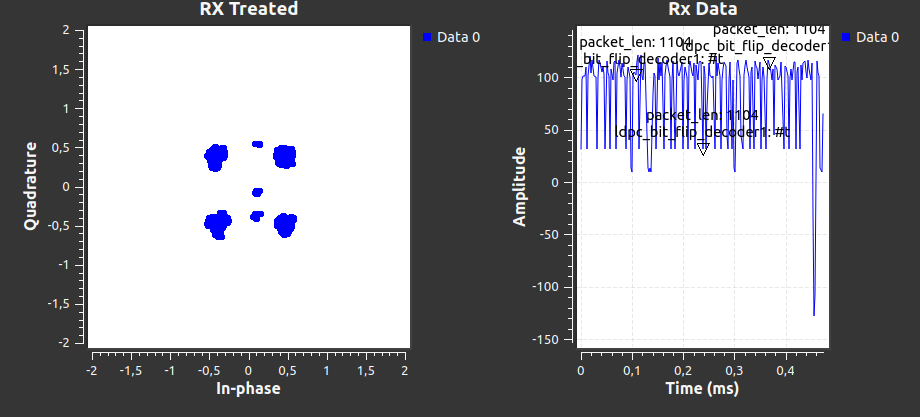 RX Treated
2
1,5
1
0,5
0
-0,5
-1
-1,5
-2
Quadrature
-2 -1,5 -1 -0,5 0 0,5 1 1,5 2
In-phase
Data 0
Rx Data
packet_len: 1104
_bit_flip_decoder1: #t
packet_len: 1104
ldpc_bit_flip_decoder1
packet_len: 1104
ldpc_bit_flip_decoder1: #t
100
50
0
-50
-100
-150
Amplitude
0 0,1 0,2 0,3 0,4
Time (ms)
Data 0